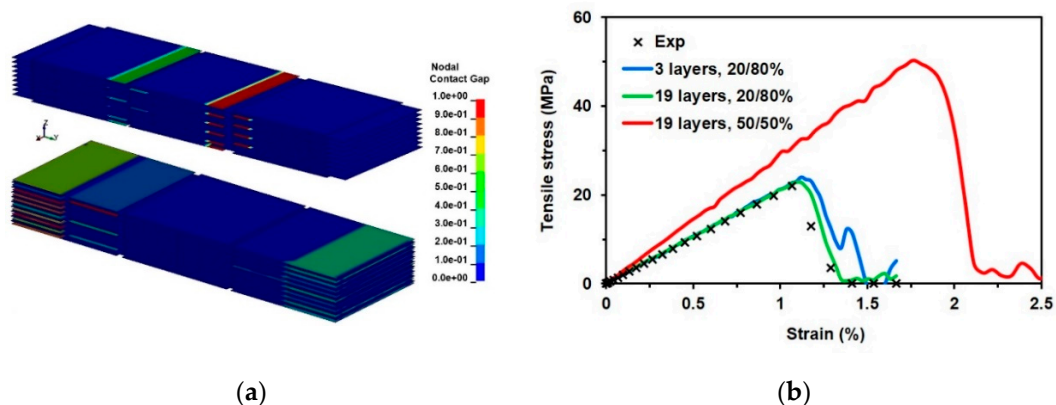 Nodal
Contact Gap
1.0e+00
9.0e-01
8.0e-01
7.0e-01
6.0e-01
5.0e-01
4.0e-01
3.0e-01
2.0e-01
1.0e-01
0.0e+00
Z
X Y
(a)
60
40
20
0
Tensile stress (MPa)
Exp
3 layers, 20/80%
19 layers, 20/80%
19 layers, 50/50%
0 0.5 1 1.5 2 2.5
Strain (%)
(b)